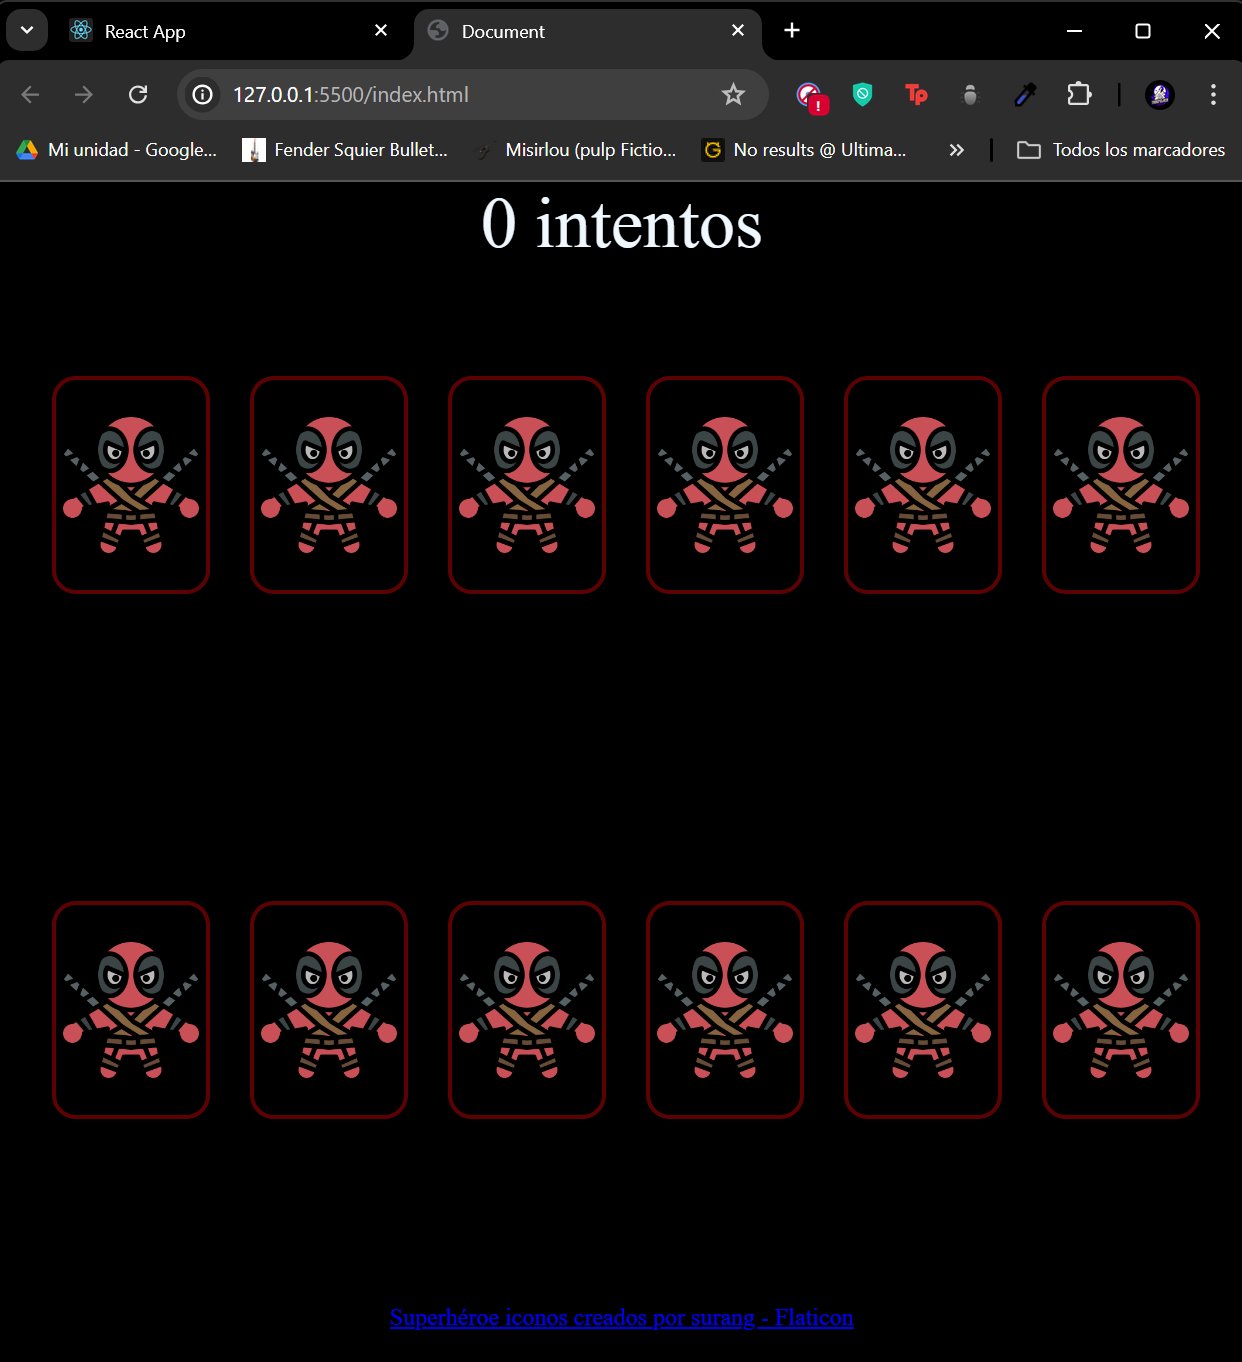 React App
Document
127.0.0.1:5500/index.html
!
Tp
Mi unidad - Google...
Fender Squier Bullet...
Misirlou (pulp Fictio...
G
No results @ Ultima...
Todos los marcadores
0 intentos
Superhéroe iconos creados por surang - Flaticon